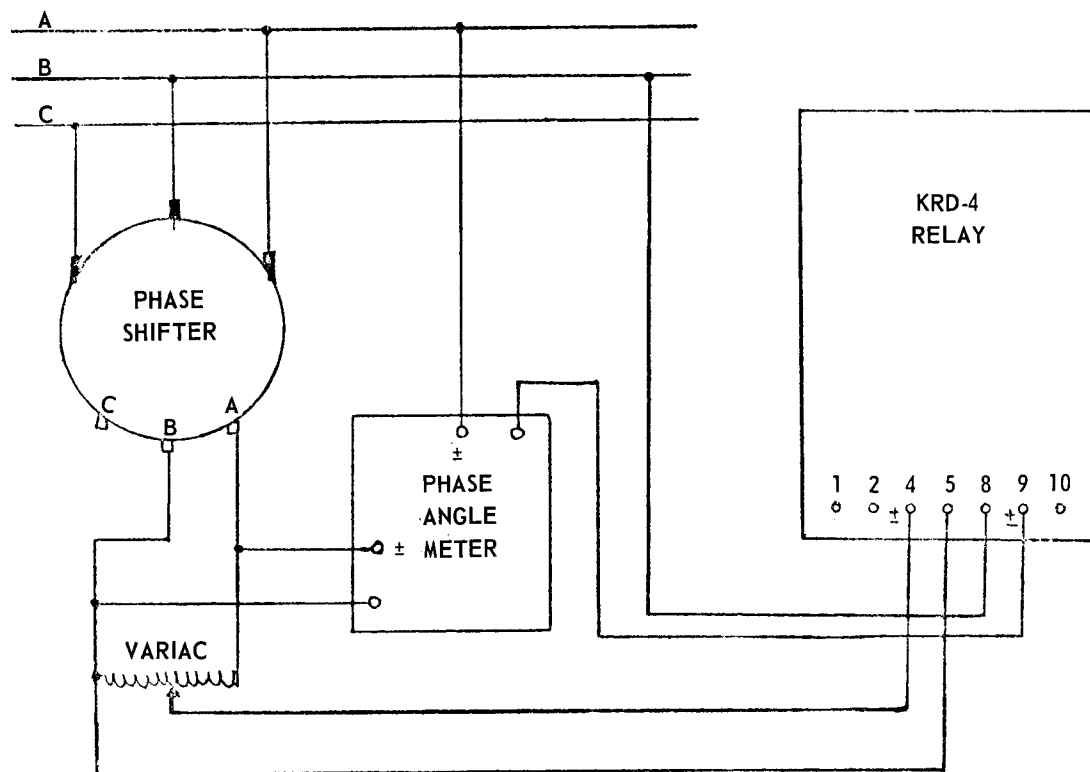 A
B
C
KRD-4
RELAY
PHASE
SHIFTER
C
B
A
±
PHASE
ANGLE
METER
±
1 2 4 5 8 9 10
± ±
VARIAC